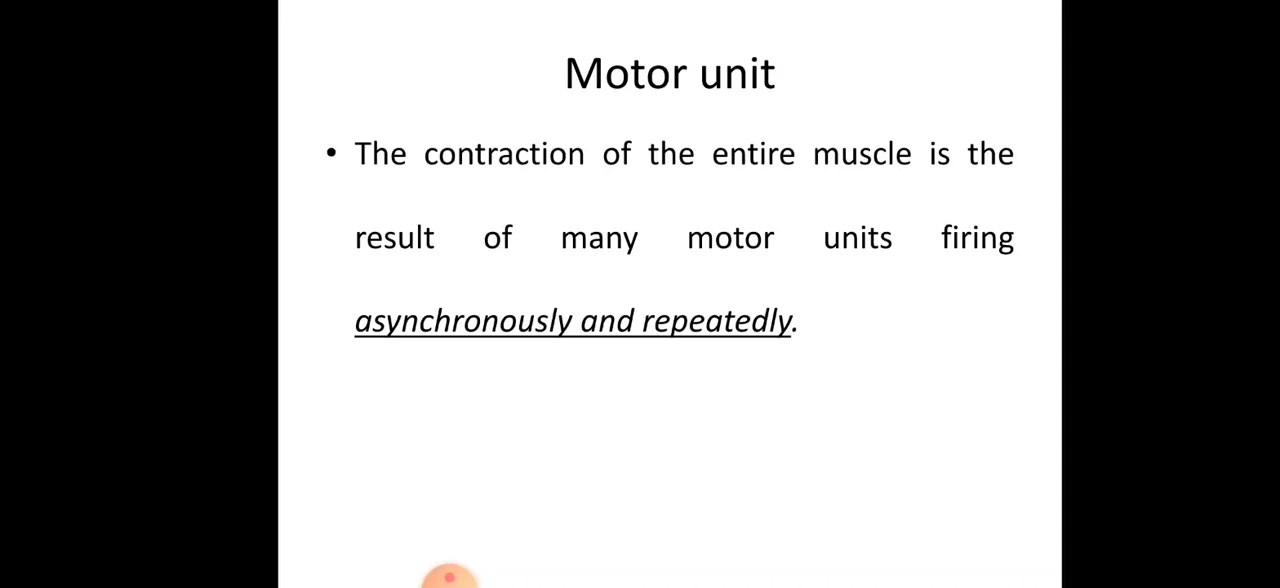 Motor unit
• The contraction of the entire muscle is the
result of many motor units firing
asynchronously and repeatedly.